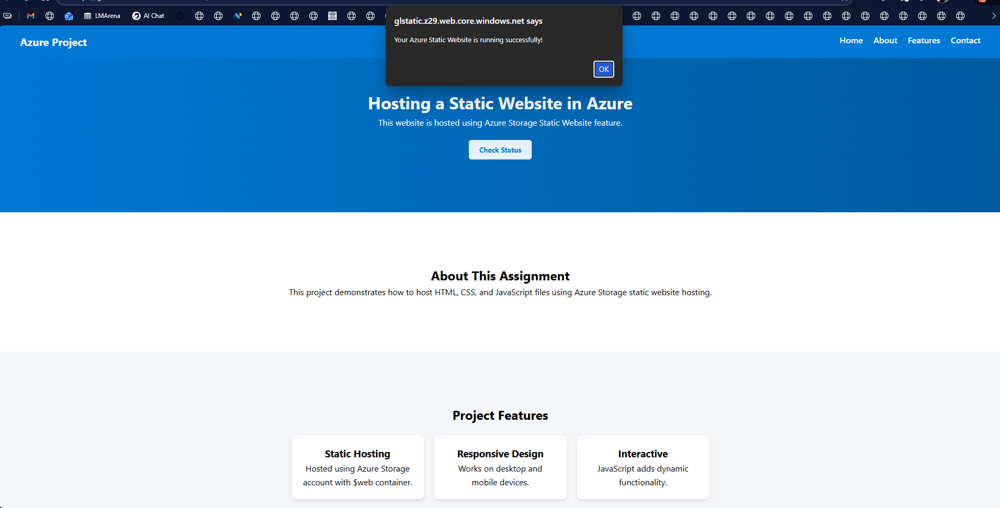 LMArena
AI Chat
glstatic.z29.web.core.windows.net says
Your Azure Static Website is running successfully!
OK
Azure Project
Home
About
Features
Contact
Hosting a Static Website in Azure
This website is hosted using Azure Storage Static Website feature.
Check Status
About This Assignment
This project demonstrates how to host HTML, CSS, and JavaScript files using Azure Storage static website hosting.
Project Features
Static Hosting
Hosted using Azure Storage
account with $web container.
Responsive Design
Works on desktop and
mobile devices.
Interactive
JavaScript adds dynamic
functionality.